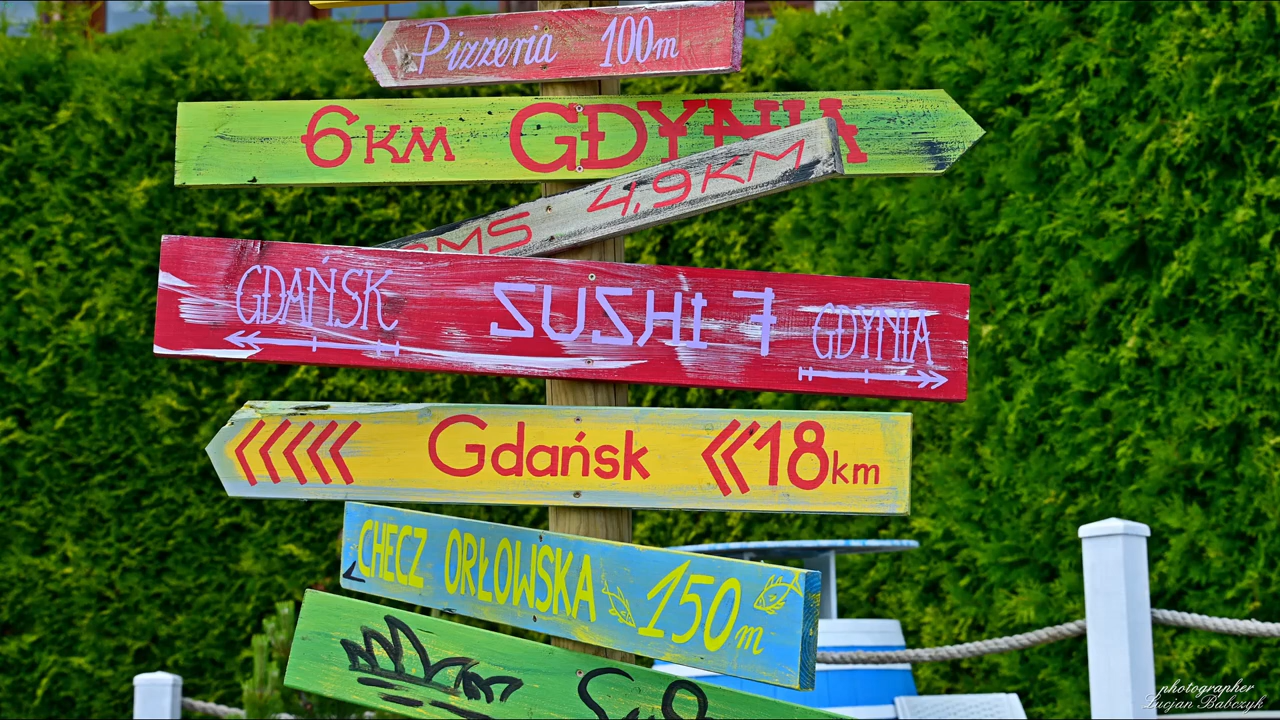 Pizzeria 100m
6KM GDYNIA
4,9KM
GDAŃSK SUSHI 7 GDYNIA
Gdańsk 18km
CHECZ ORŁOWSKA 150m
photographer
Lucjan Babczyk